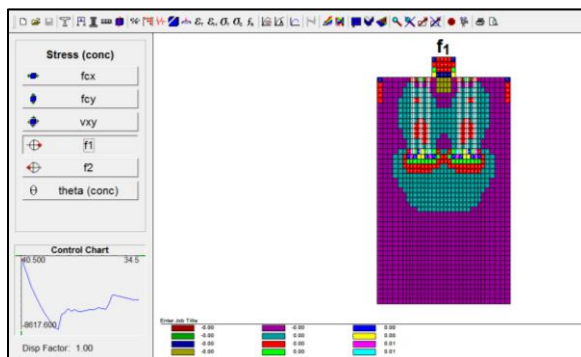 f1
Stress (conc)
fcx
fcy
vxy
f1
f2
θ theta (conc)
Control Chart
40.500 34.5
-8617.600
Disp Factor: 1.00
Enter Job Title
-0.00 -0.00 0.00
-0.00 0.00 0.00
-0.00 0.00 0.01
-0.00 0.00 0.01